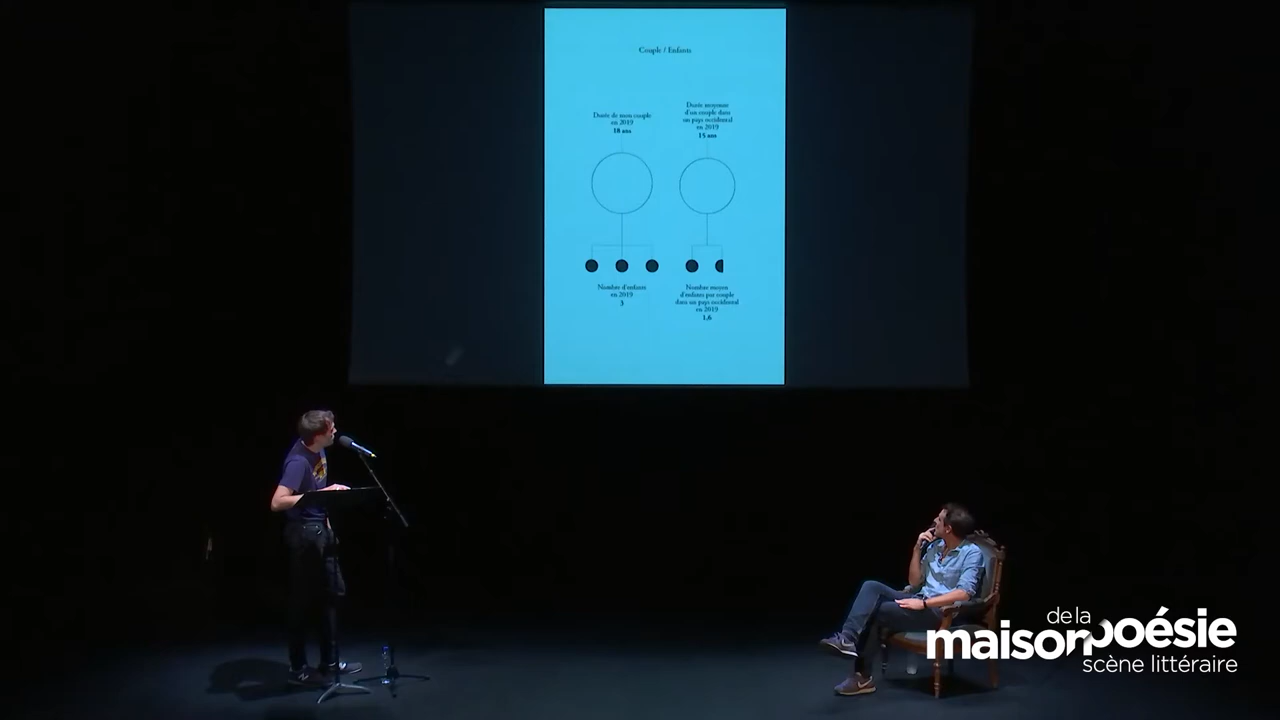 Couple / Enfants
Durée de mon couple
en 2019
18 ans
Durée moyenne
d'un couple dans
un pays occidental
en 2019
15 ans
Nombre d'enfants
en 2019
3
Nombre moyen
d'enfants par couple
dans un pays occidental
en 2019
1,6
de la
maison poésie
scène littéraire